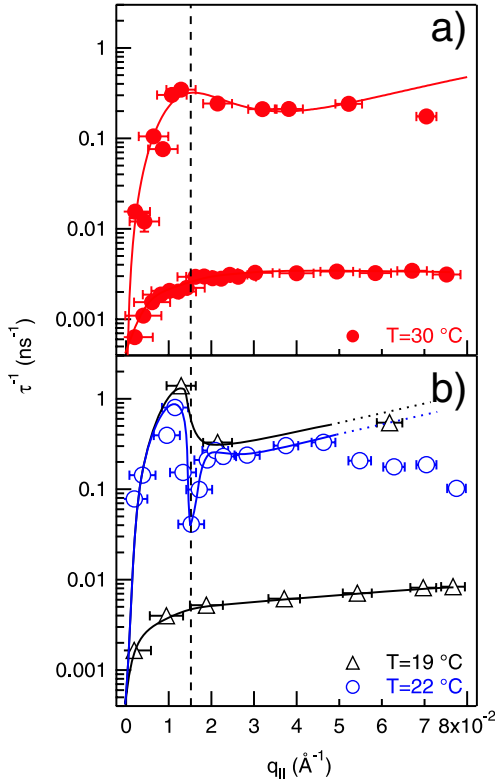 a)
1
0.1
0.01
0.001
T=30 °C
τ⁻¹ (ns⁻¹)
b)
1
0.1
0.01
0.001
T=19 °C
T=22 °C
0 1 2 3 4 5 6 7 8x10⁻²
q_II (Å⁻¹)